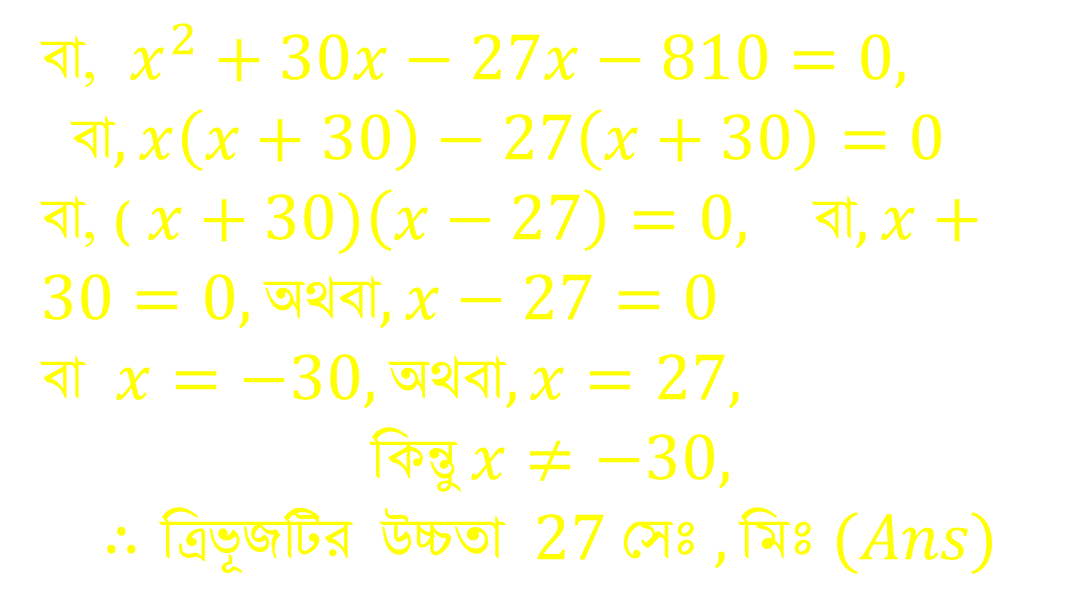 বা,  x² + 30x − 27x − 810 = 0,
বা, x(x + 30) − 27(x + 30) = 0
বা, ( x + 30)(x − 27) = 0,    বা, x +
30 = 0, অথবা, x − 27 = 0
বা  x = −30, অথবা, x = 27,
কিন্তু x ≠ −30,
∴ ত্রিভূজটির উচ্চতা 27 সেঃ , মিঃ (Ans)